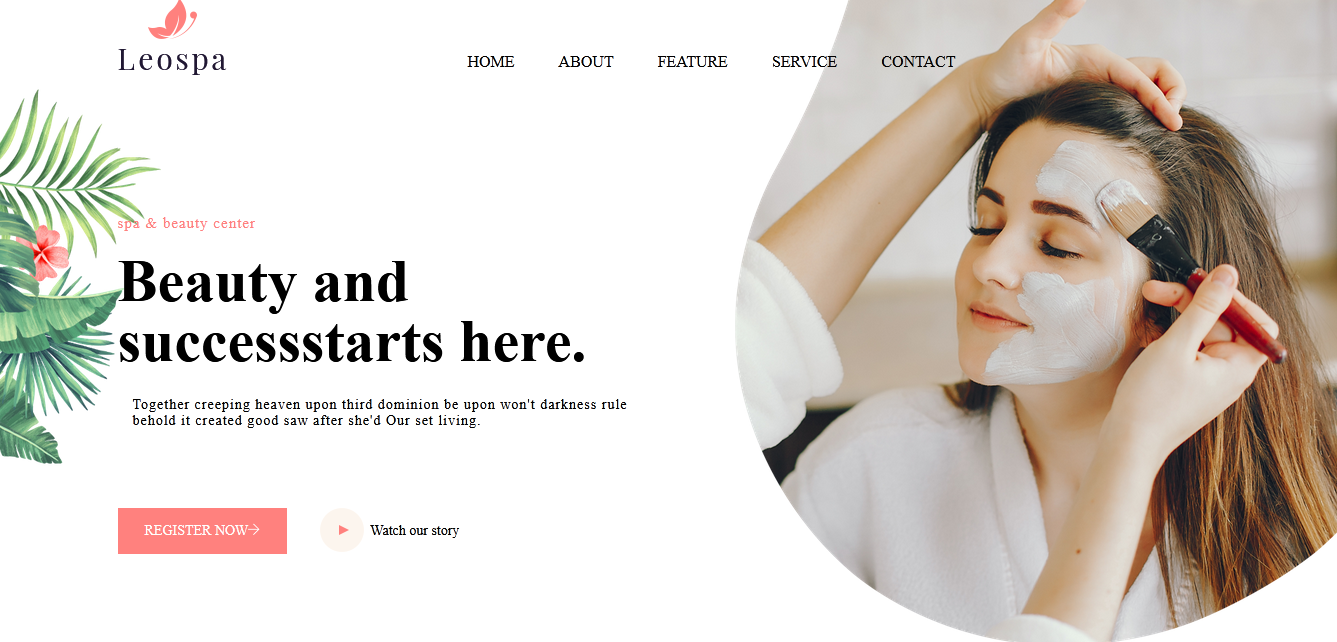 Leospa
HOME ABOUT FEATURE SERVICE CONTACT
spa & beauty center
Beauty and
successstarts here.
Together creeping heaven upon third dominion be upon won't darkness rule
behold it created good saw after she'd Our set living.
REGISTER NOW→
Watch our story